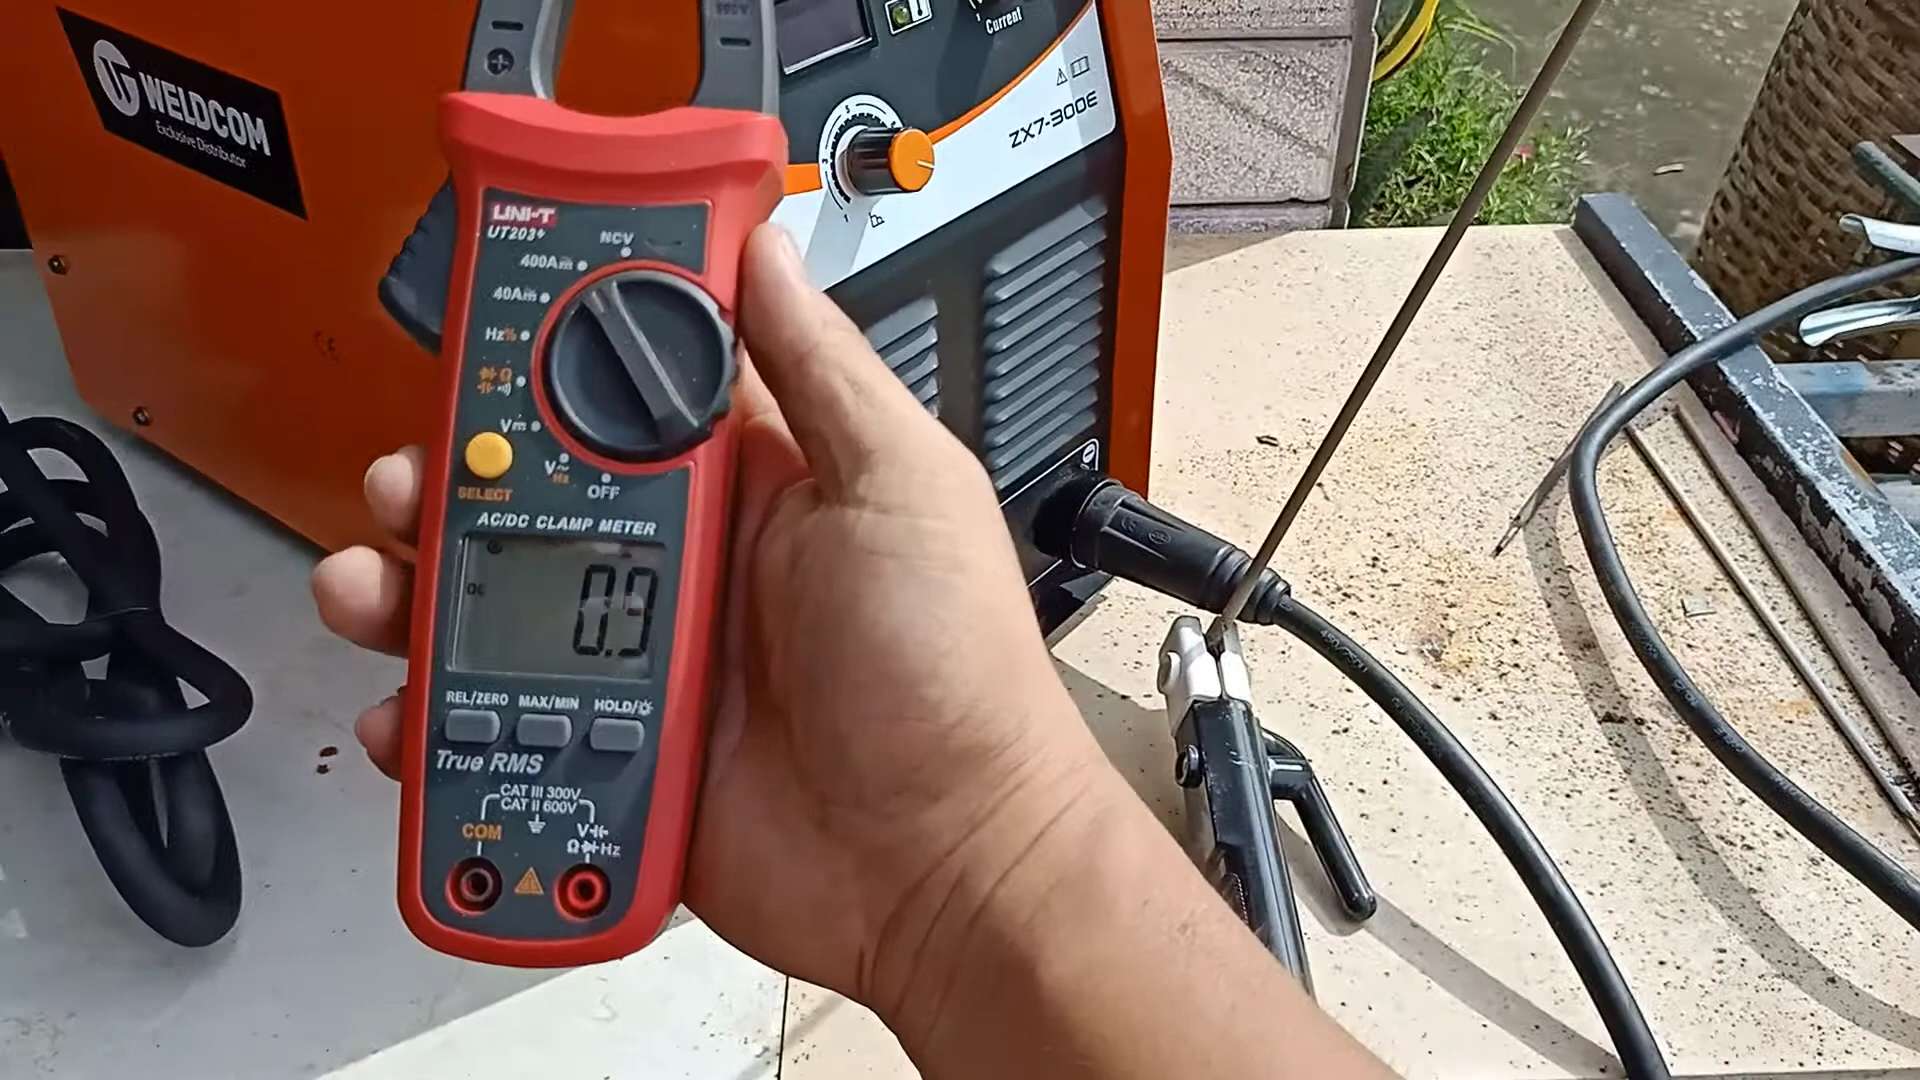 WELDCOM
Exclusive Distributor
Current
ZX7-300E
UNI-T
UT203+
NCV
400A
40A
Hz%
Ω
V
V~
Hz
OFF
SELECT
AC/DC CLAMP METER
DC
0.9
REL/ZERO MAX/MIN HOLD/
True RMS
CAT III 300V
CAT II 600V
COM
V
Ω Hz